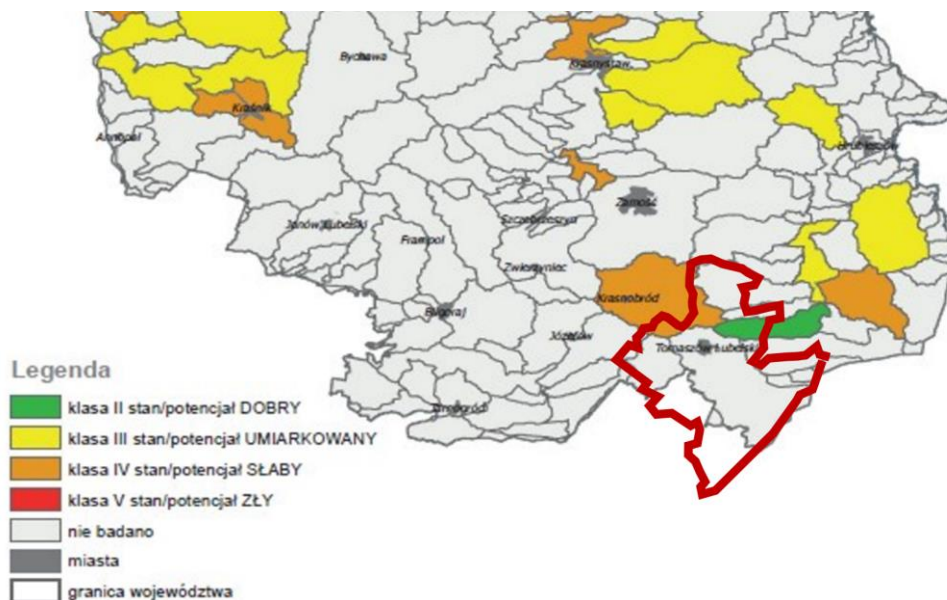 Bychawa
Krasnystaw
Kraśnik
Annopol
Hrubieszów
Zamość
Szczebrzeszyn
Janów Lubelski
Frampol
Zwierzyniec
Krasnobród
Biłgoraj
Józefów
Tomaszów Lubelski
Tarnogród
Legenda
klasa II stan/potencjał DOBRY
klasa III stan/potencjał UMIARKOWANY
klasa IV stan/potencjał SŁABY
klasa V stan/potencjał ZŁY
nie badano
miasta
granica województwa